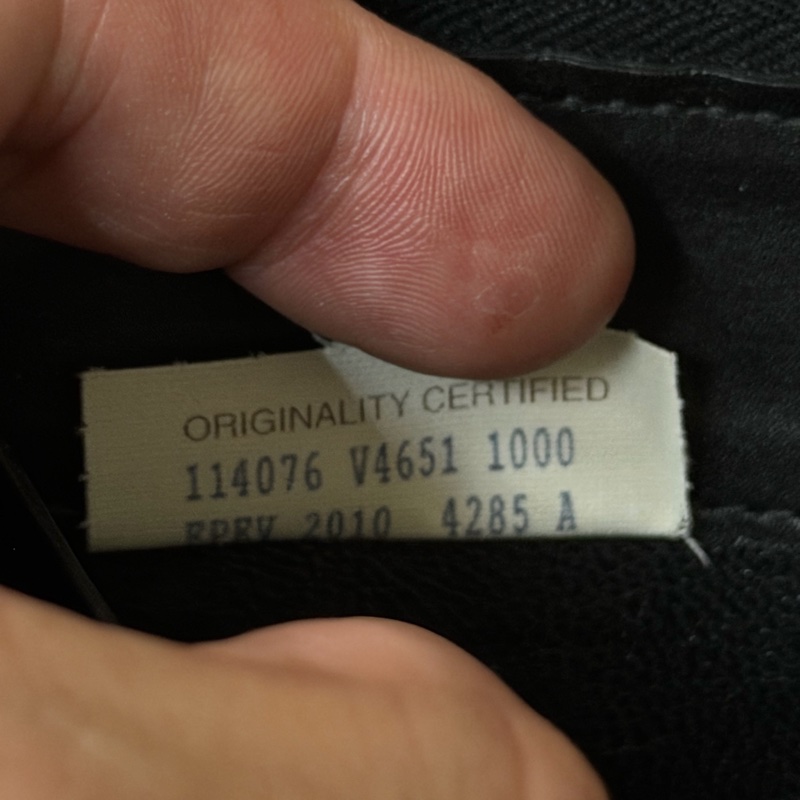 ORIGINALITY CERTIFIED
114076 V4651 1000
2010 4285 A